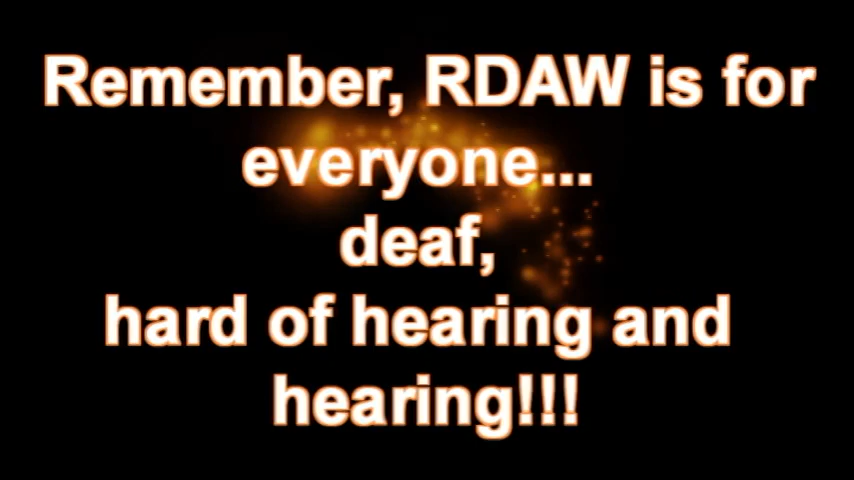 Remember, RDAW is for
everyone...
deaf,
hard of hearing and
hearing!!!